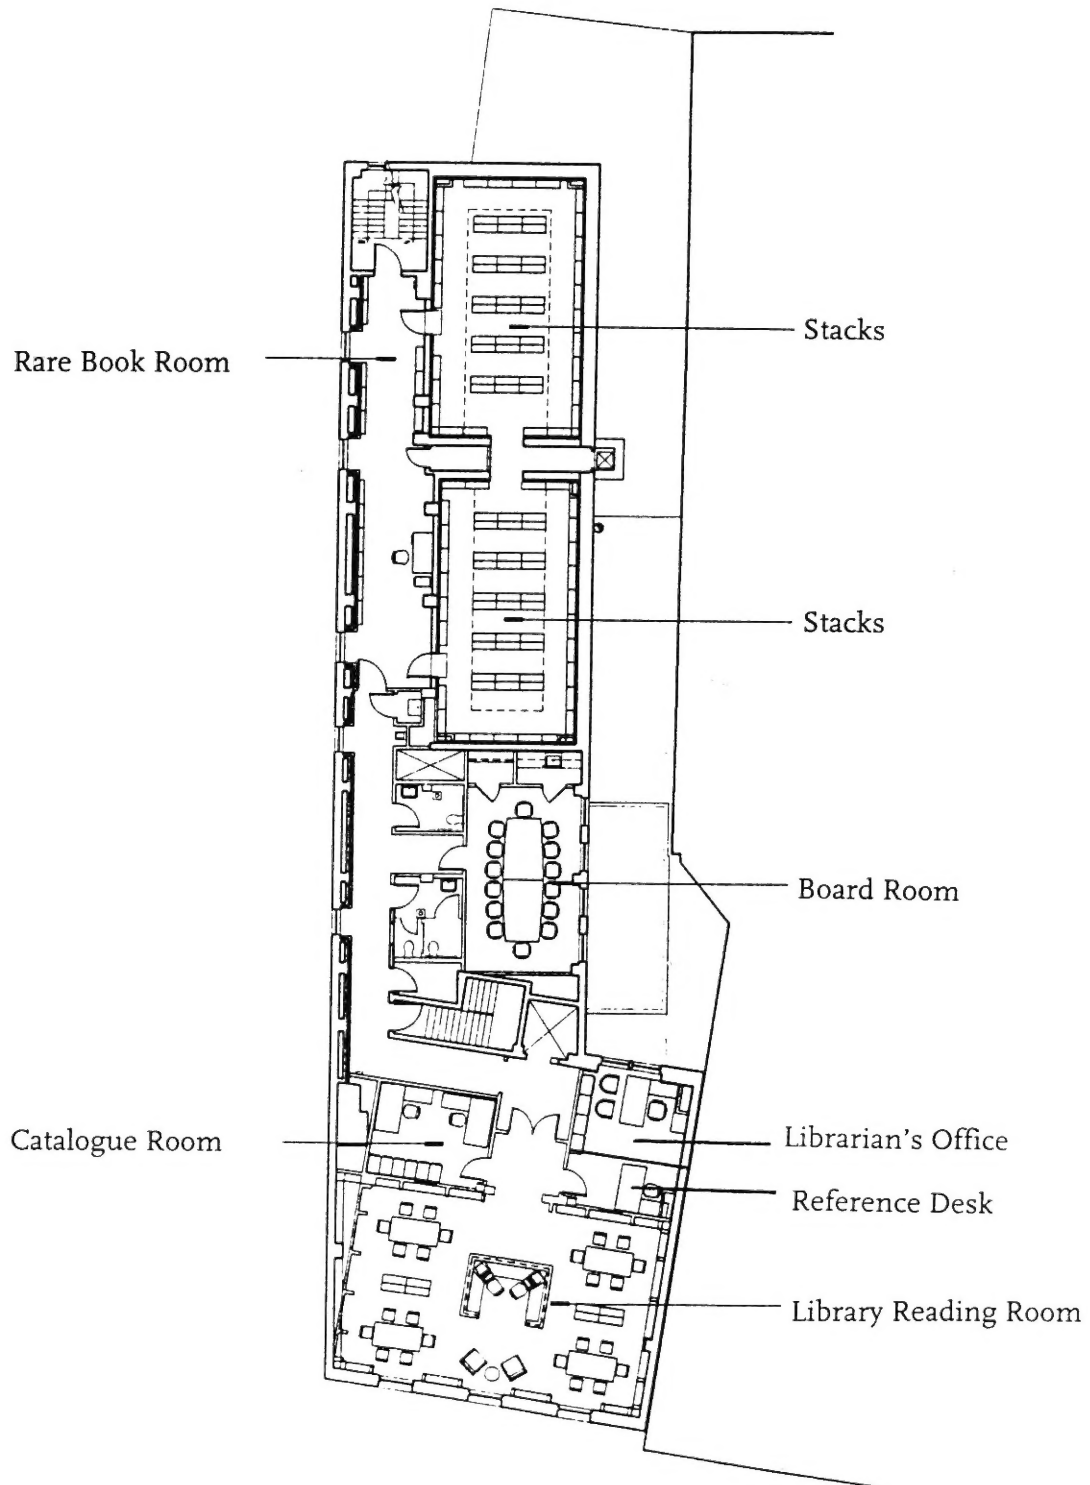 Stacks
Rare Book Room
Stacks
Board Room
Catalogue Room
Librarian's Office
Reference Desk
Library Reading Room